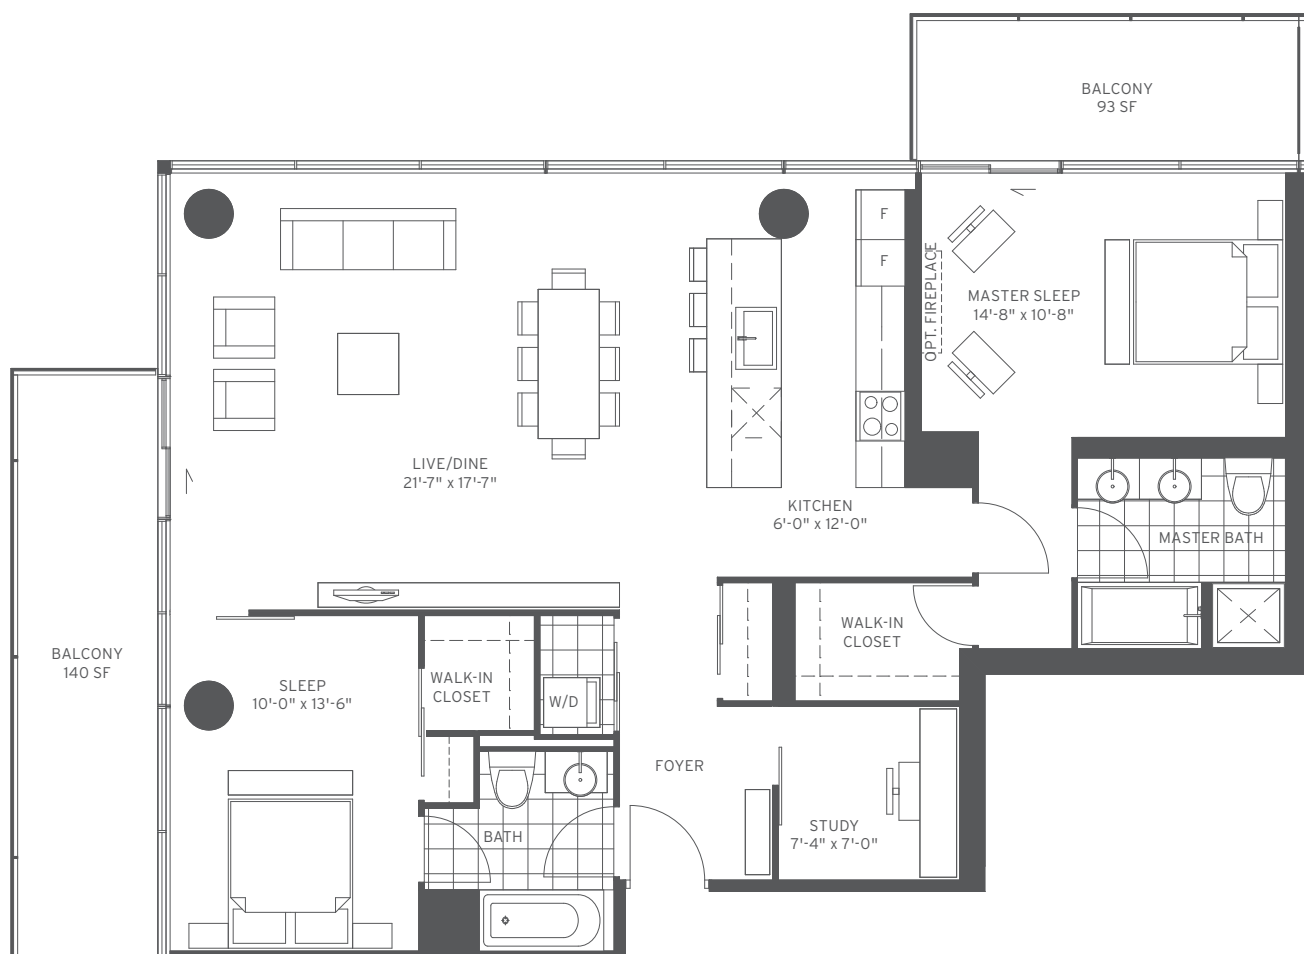 BALCONY
93 SF
F
F
OPT. FIREPLACE
MASTER SLEEP
14'-8" x 10'-8"
LIVE/DINE
21'-7" x 17'-7"
KITCHEN
6'-0" x 12'-0"
MASTER BATH
WALK-IN
CLOSET
BALCONY
140 SF
SLEEP
10'-0" x 13'-6"
WALK-IN
CLOSET
W/D
FOYER
STUDY
7'-4" x 7'-0"
BATH